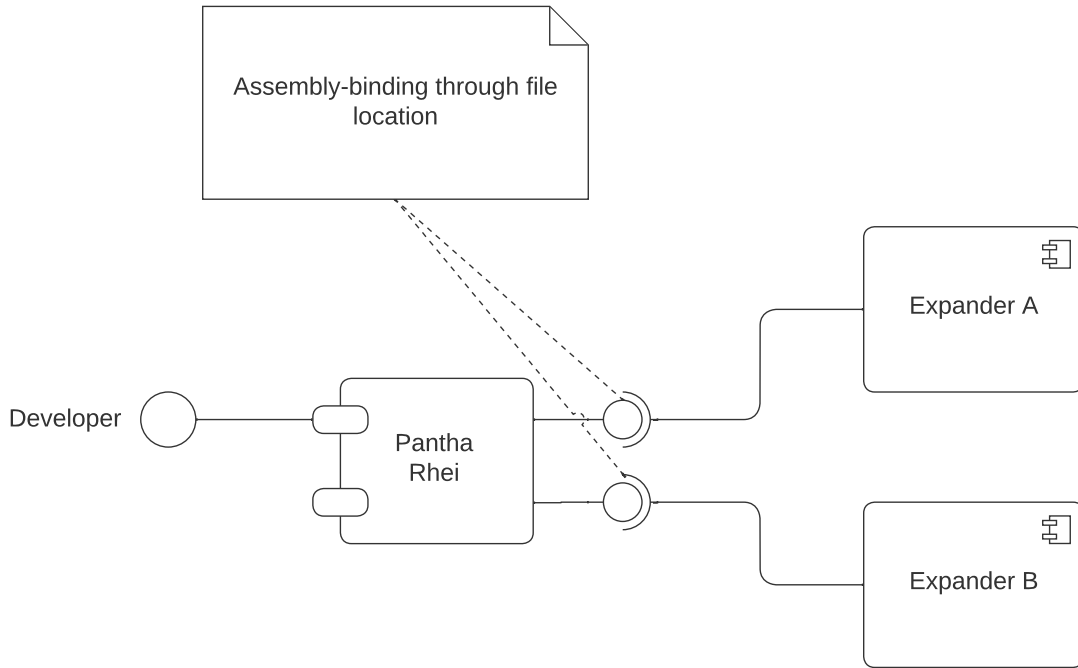 Assembly-binding through file
location
Expander A
Developer
Pantha
Rhei
Expander B